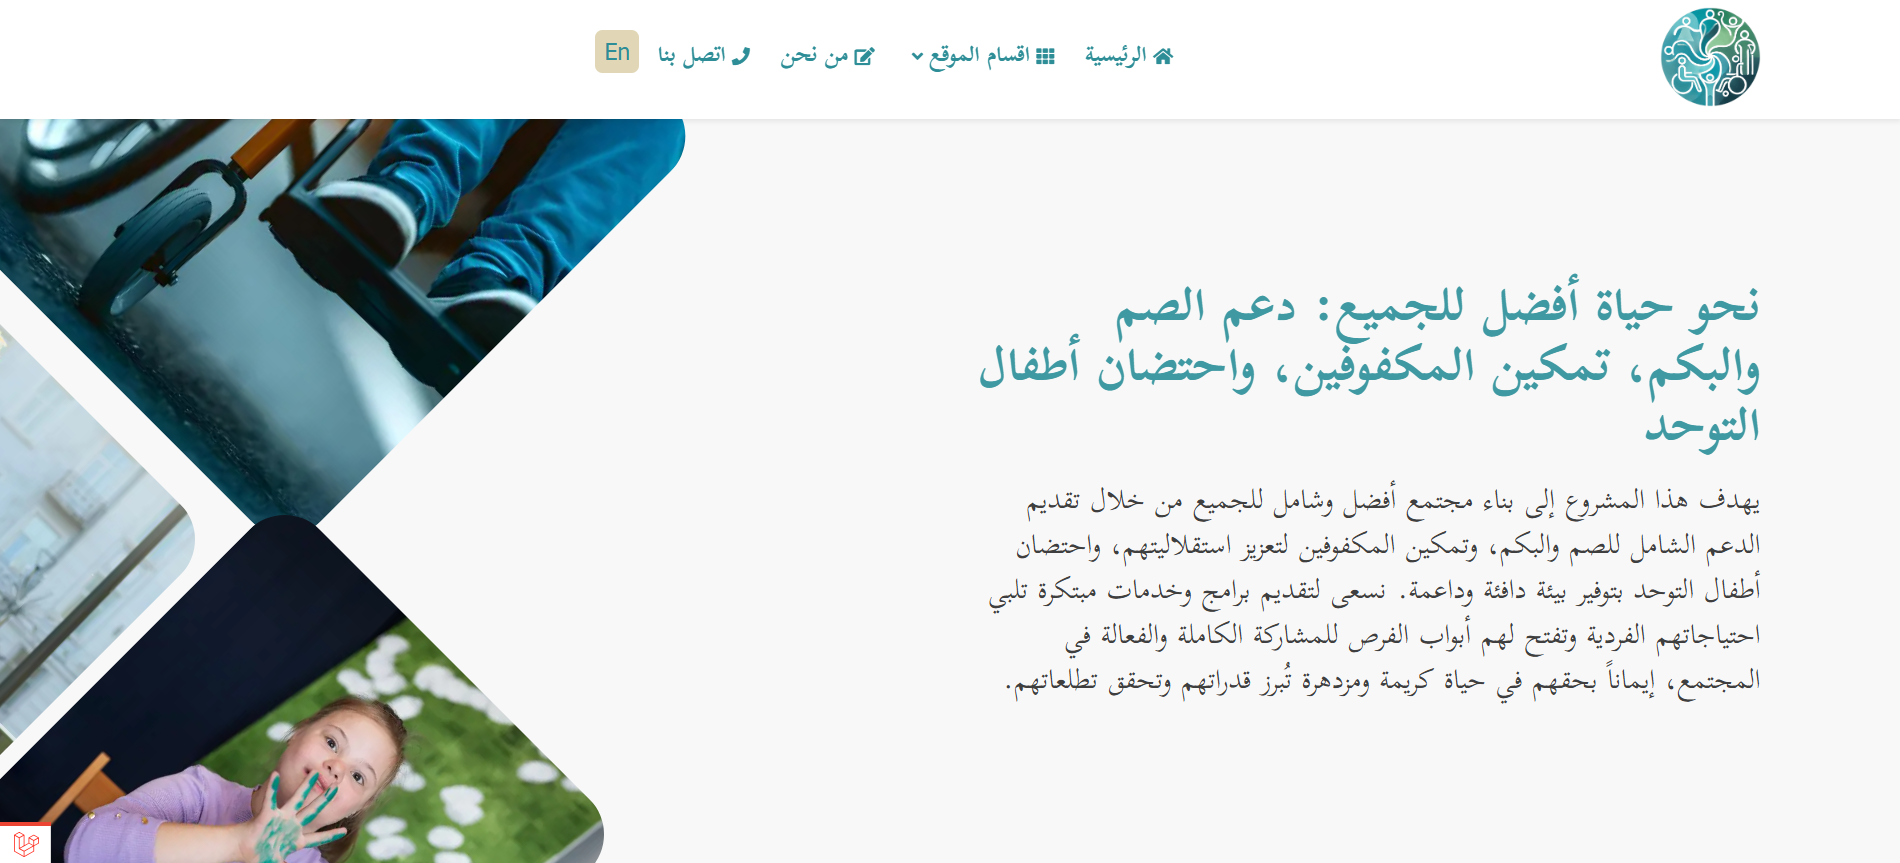 الرئيسية
اقسام الموقع
من نحن
اتصل بنا
En
نحو حياة أفضل للجميع: دعم الصم
والبكم، تمكين المكفوفين، واحتضان أطفال
التوحد
يهدف هذا المشروع إلى بناء مجتمع أفضل وشامل للجميع من خلال تقديم
الدعم الشامل للصم والبكم، وتمكين المكفوفين لتعزيز استقلاليتهم، واحتضان
أطفال التوحد بتوفير بيئة دافئة وداعمة. نسعى لتقديم برامج وخدمات مبتكرة تلبي
احتياجاتهم الفردية وتفتح لهم أبواب الفرص للمشاركة الكاملة والفعالة في
المجتمع، إيماناً بحقهم في حياة كريمة ومزدهرة تُبرز قدراتهم وتحقق تطلعاتهم.